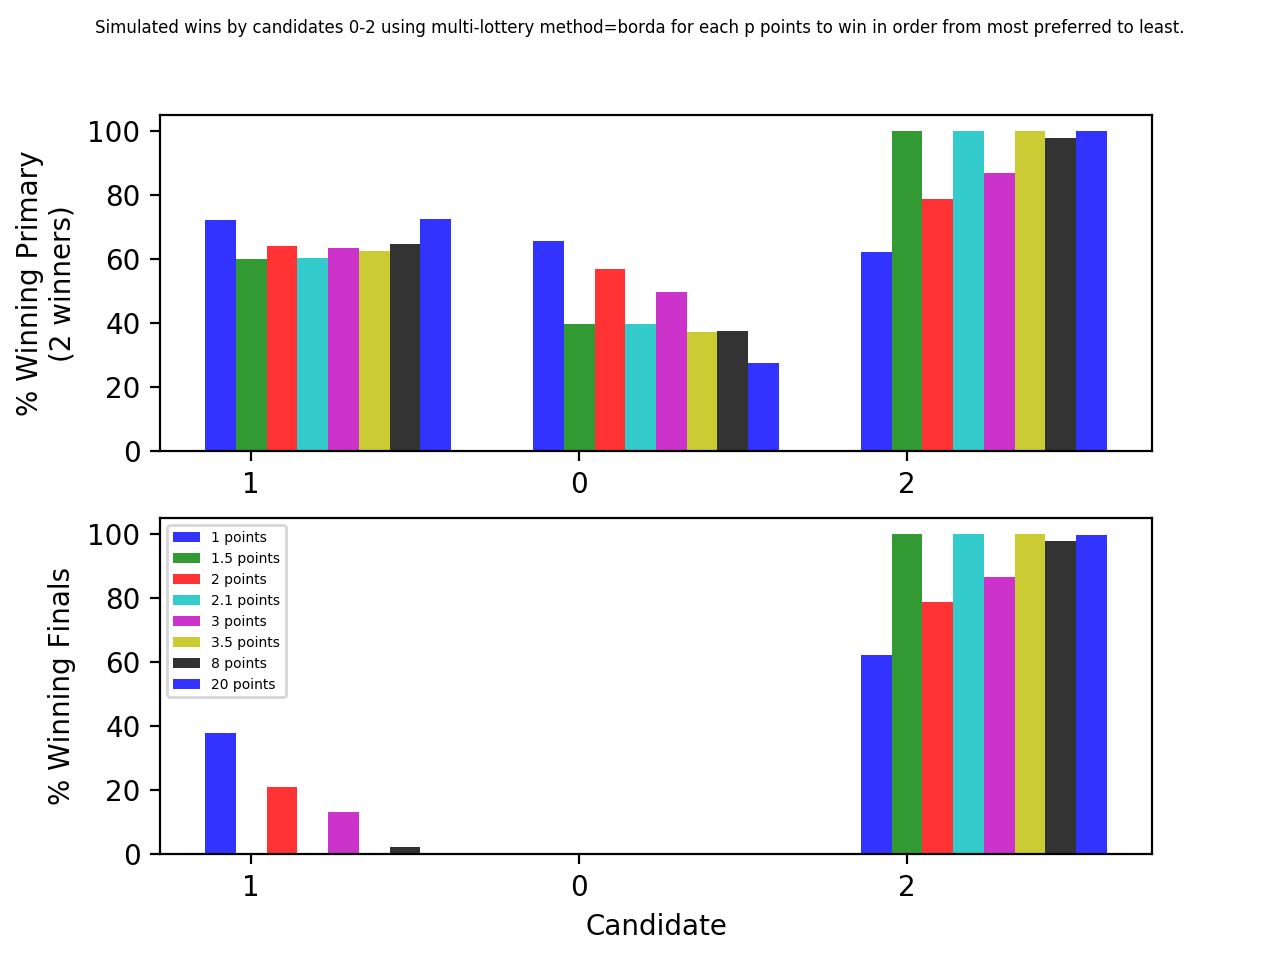 Simulated wins by candidates 0-2 using multi-lottery method=borda for each p points to win in order from most preferred to least.
% Winning Primary
(2 winners)
100
80
60
40
20
0
1
0
2
% Winning Finals
100
80
60
40
20
0
1 points
1.5 points
2 points
2.1 points
3 points
3.5 points
8 points
20 points
1
0
2
Candidate